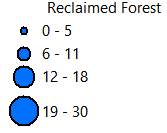 Reclaimed Forest
0 - 5
6 - 11
12 - 18
19 - 30